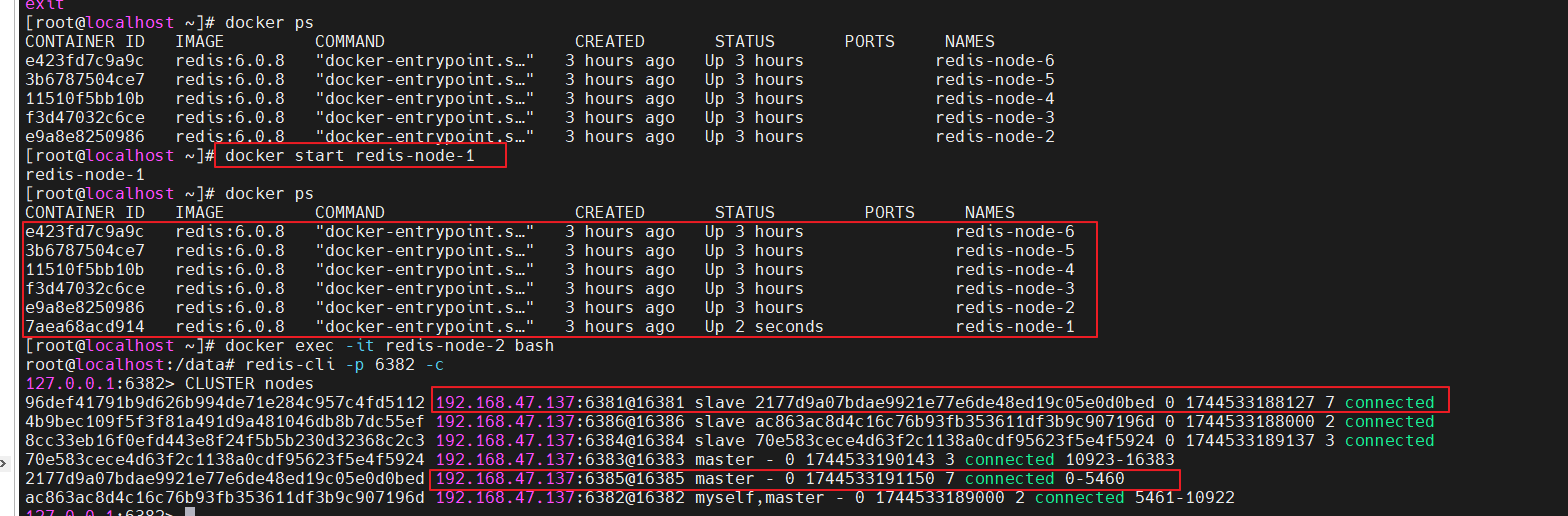 exit
[root@localhost ~]# docker ps
CONTAINER ID   IMAGE         COMMAND                   CREATED       STATUS       PORTS     NAMES
e423fd7c9a9c   redis:6.0.8   "docker-entrypoint.s…"   3 hours ago   Up 3 hours             redis-node-6
3b6787504ce7   redis:6.0.8   "docker-entrypoint.s…"   3 hours ago   Up 3 hours             redis-node-5
11510f5bb10b   redis:6.0.8   "docker-entrypoint.s…"   3 hours ago   Up 3 hours             redis-node-4
f3d47032c6ce   redis:6.0.8   "docker-entrypoint.s…"   3 hours ago   Up 3 hours             redis-node-3
e9a8e8250986   redis:6.0.8   "docker-entrypoint.s…"   3 hours ago   Up 3 hours             redis-node-2
[root@localhost ~]# docker start redis-node-1
redis-node-1
[root@localhost ~]# docker ps
CONTAINER ID   IMAGE         COMMAND                   CREATED       STATUS         PORTS     NAMES
e423fd7c9a9c   redis:6.0.8   "docker-entrypoint.s…"   3 hours ago   Up 3 hours               redis-node-6
3b6787504ce7   redis:6.0.8   "docker-entrypoint.s…"   3 hours ago   Up 3 hours               redis-node-5
11510f5bb10b   redis:6.0.8   "docker-entrypoint.s…"   3 hours ago   Up 3 hours               redis-node-4
f3d47032c6ce   redis:6.0.8   "docker-entrypoint.s…"   3 hours ago   Up 3 hours               redis-node-3
e9a8e8250986   redis:6.0.8   "docker-entrypoint.s…"   3 hours ago   Up 3 hours               redis-node-2
7aea68acd914   redis:6.0.8   "docker-entrypoint.s…"   3 hours ago   Up 2 seconds             redis-node-1
[root@localhost ~]# docker exec -it redis-node-2 bash
root@localhost:/data# redis-cli -p 6382 -c
127.0.0.1:6382> CLUSTER nodes
96def41791b9d626b994de71e284c957c4fd5112 192.168.47.137:6381@16381 slave 2177d9a07bdae9921e77e6de48ed19c05e0d0bed 0 1744533188127 7 connected
4b9bec109f5f3f81a491d9a481046db8b7dc55ef 192.168.47.137:6386@16386 slave ac863ac8d4c16c76b93fb353611df3b9c907196d 0 1744533188000 2 connected
8cc33eb16f0efd443e8f24f5b5b230d32368c2c3 192.168.47.137:6384@16384 slave 70e583cece4d63f2c1138a0cdf95623f5e4f5924 0 1744533189137 3 connected
70e583cece4d63f2c1138a0cdf95623f5e4f5924 192.168.47.137:6383@16383 master - 0 1744533190143 3 connected 10923-16383
2177d9a07bdae9921e77e6de48ed19c05e0d0bed 192.168.47.137:6385@16385 master - 0 1744533191150 7 connected 0-5460
ac863ac8d4c16c76b93fb353611df3b9c907196d 192.168.47.137:6382@16382 myself,master - 0 1744533189000 2 connected 5461-10922
127.0.0.1:6382>